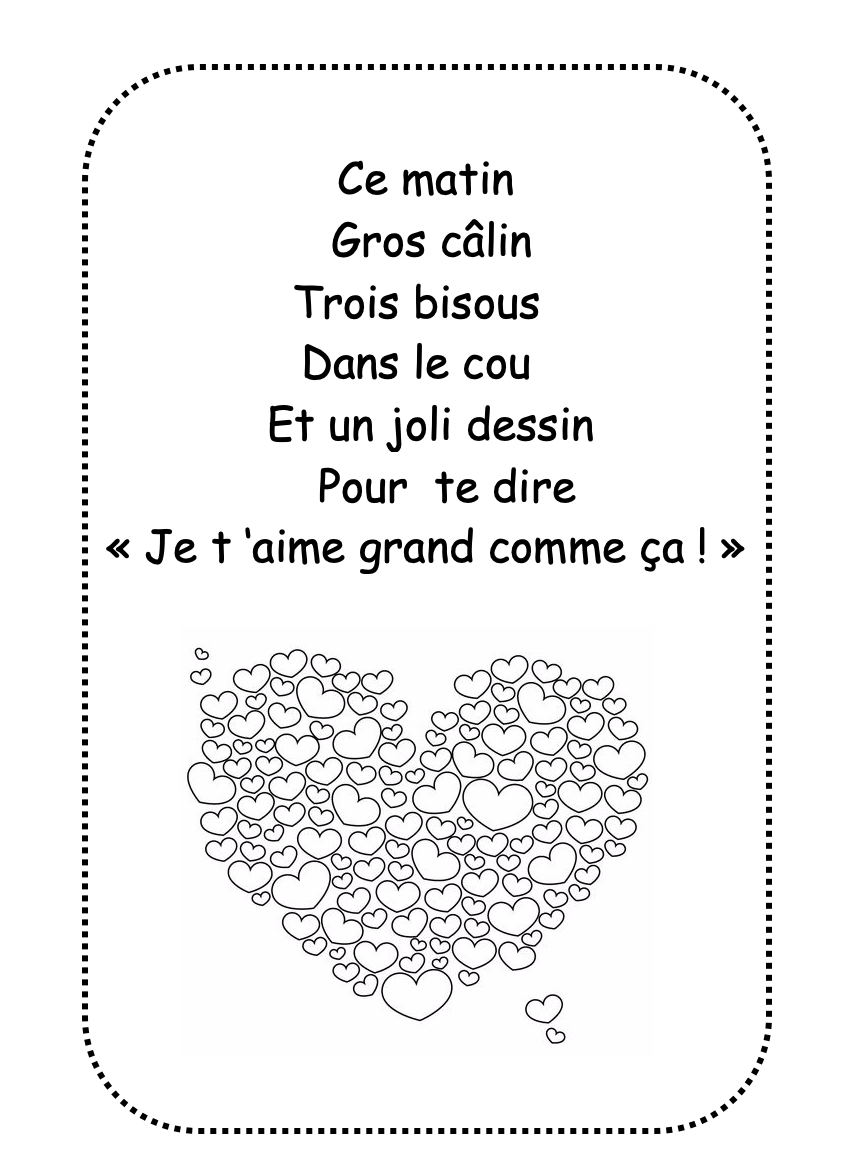 Ce matin
Gros câlin
Trois bisous
Dans le cou
Et un joli dessin
Pour  te dire
« Je t ‘aime grand comme ça ! »